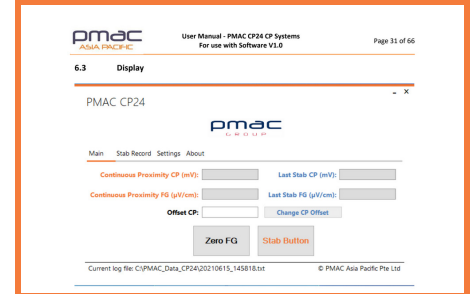 pmac
ASIA PACIFIC
User Manual - PMAC CP24 CP Systems
For use with Software V1.0
Page 31 of 66
6.3 Display
PMAC CP24
pmac
GROUP
Main Stab Record Settings About
Continuous Proximity CP (mV): Last Stab CP (mV):
Continuous Proximity FG (µV/cm): Last Stab FG (µV/cm):
Offset CP: Change CP Offset
Zero FG Stab Button
Current log file: C:\PMAC_Data_CP24\20210615_145818.txt © PMAC Asia Pacific Pte Ltd